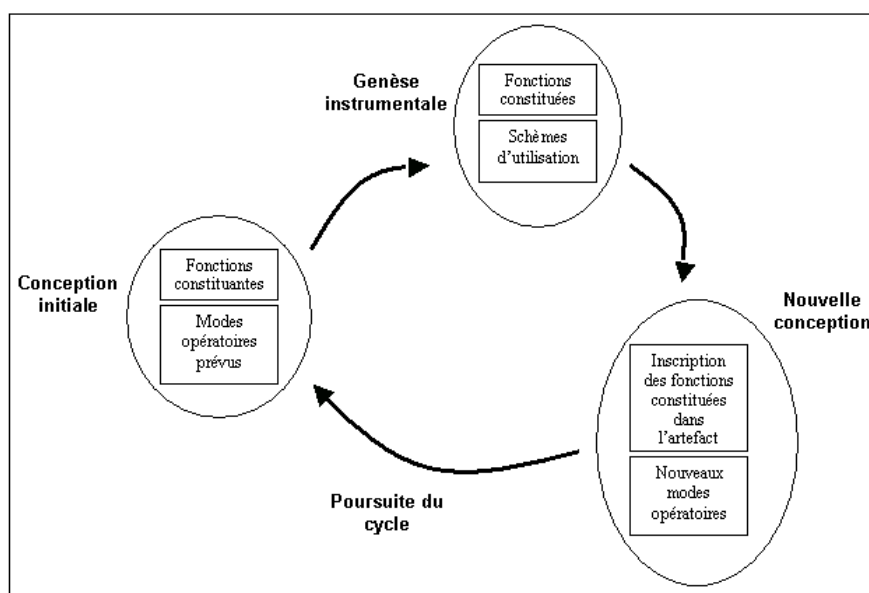 Genèse
instrumentale
Fonctions
constituées
Schèmes
d'utilisation
Conception
initiale
Fonctions
constituantes
Modes
opératoires
prévus
Nouvelle
conception
Inscription
des fonctions
constituées
dans
l'artefact
Nouveaux
modes
opératoires
Poursuite du
cycle